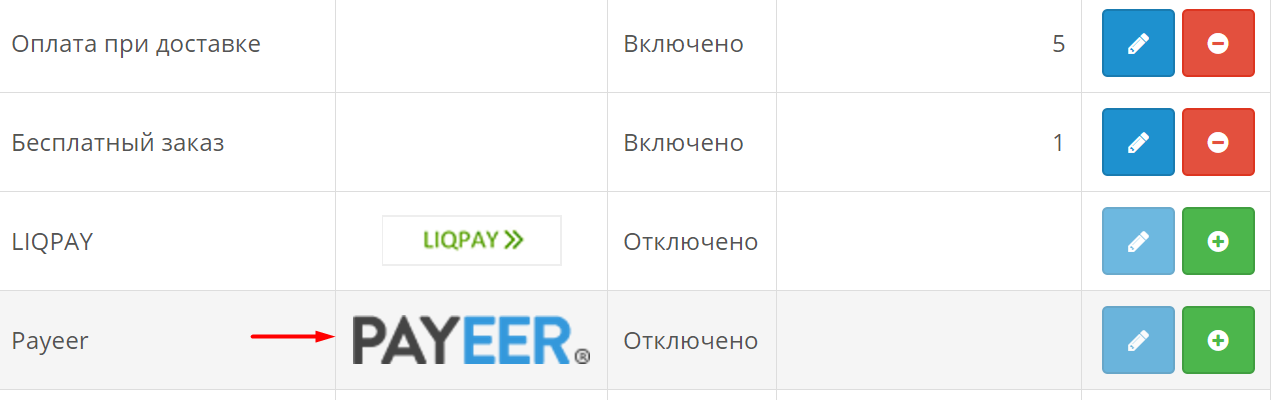 Оплата при доставке Включено 5
Бесплатный заказ Включено 1
LIQPAY LIQPAY Отключено
Payeer PAYEER® Отключено